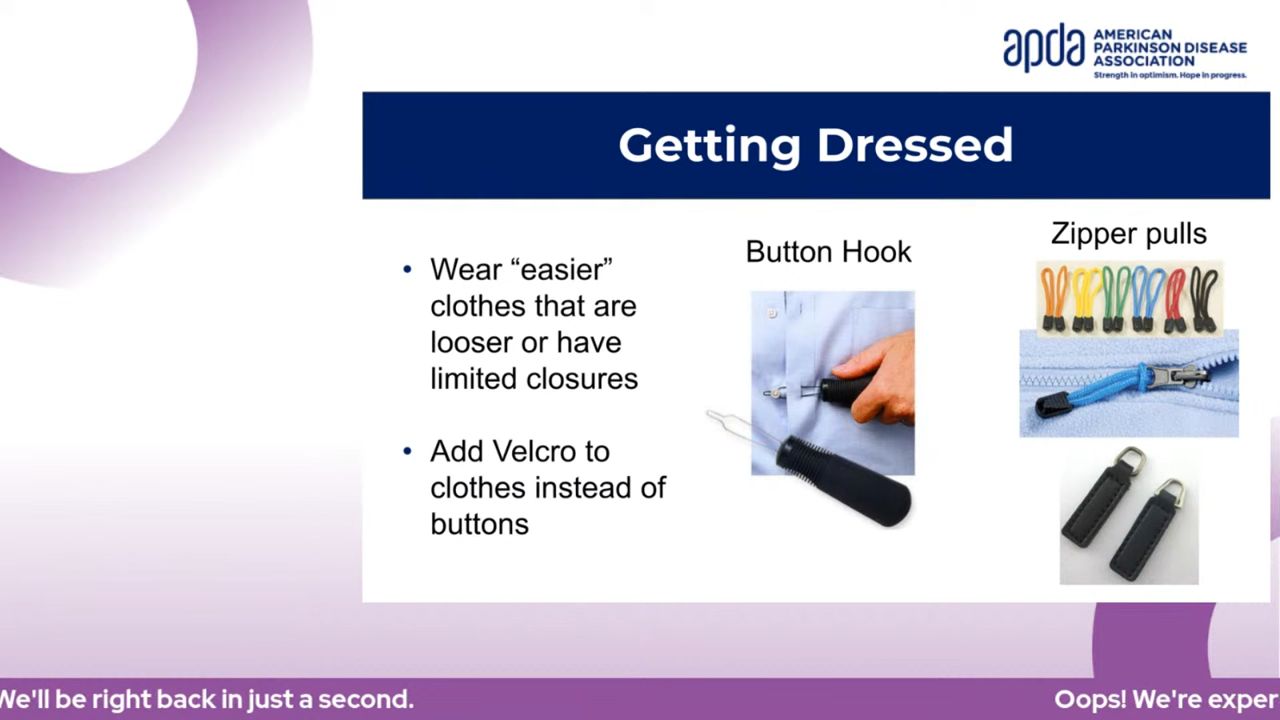 apda AMERICAN
PARKINSON DISEASE
ASSOCIATION
Strength in optimism. Hope in progress.
Getting Dressed
• Wear “easier”
clothes that are
looser or have
limited closures
• Add Velcro to
clothes instead of
buttons
Button Hook
Zipper pulls
We'll be right back in just a second.
Oops! We're exper